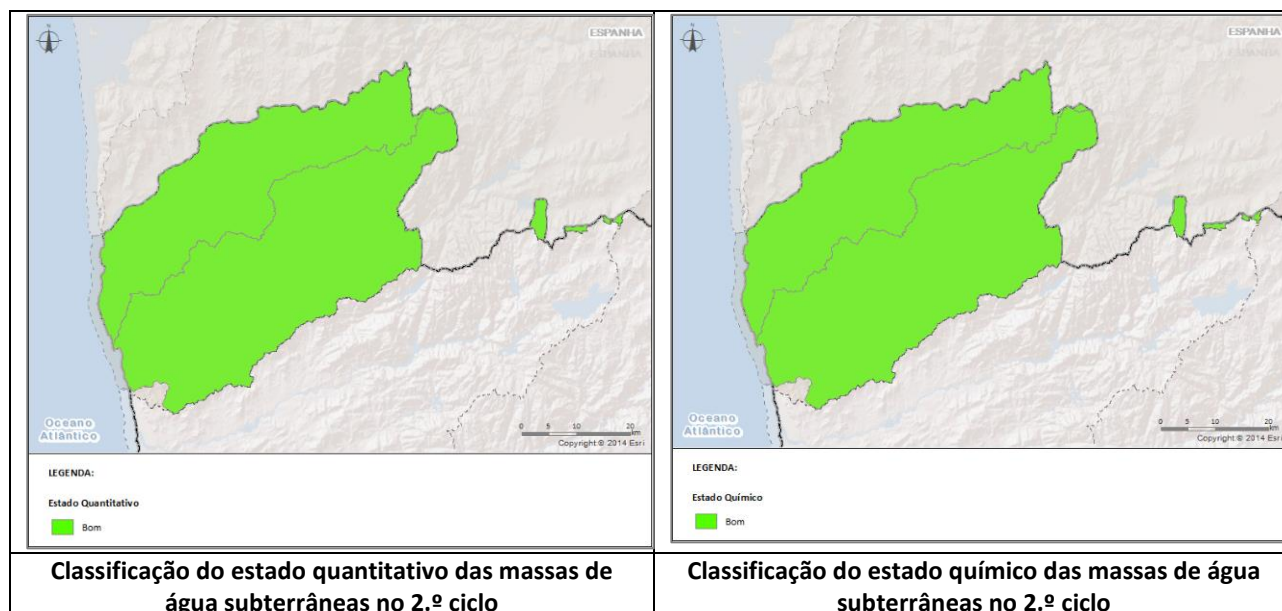 N
ESPANHA
ESPANHA
Oceano
Atlântico
0 5 10 20
km
Copyright:© 2014 Esri
LEGENDA:
Estado Quantitativo
Bom
Classificação do estado quantitativo das massas de
água subterrâneas no 2.º ciclo
N
ESPANHA
ESPANHA
Oceano
Atlântico
0 5 10 20
km
Copyright:© 2014 Esri
LEGENDA:
Estado Químico
Bom
Classificação do estado químico das massas de água
subterrâneas no 2.º ciclo